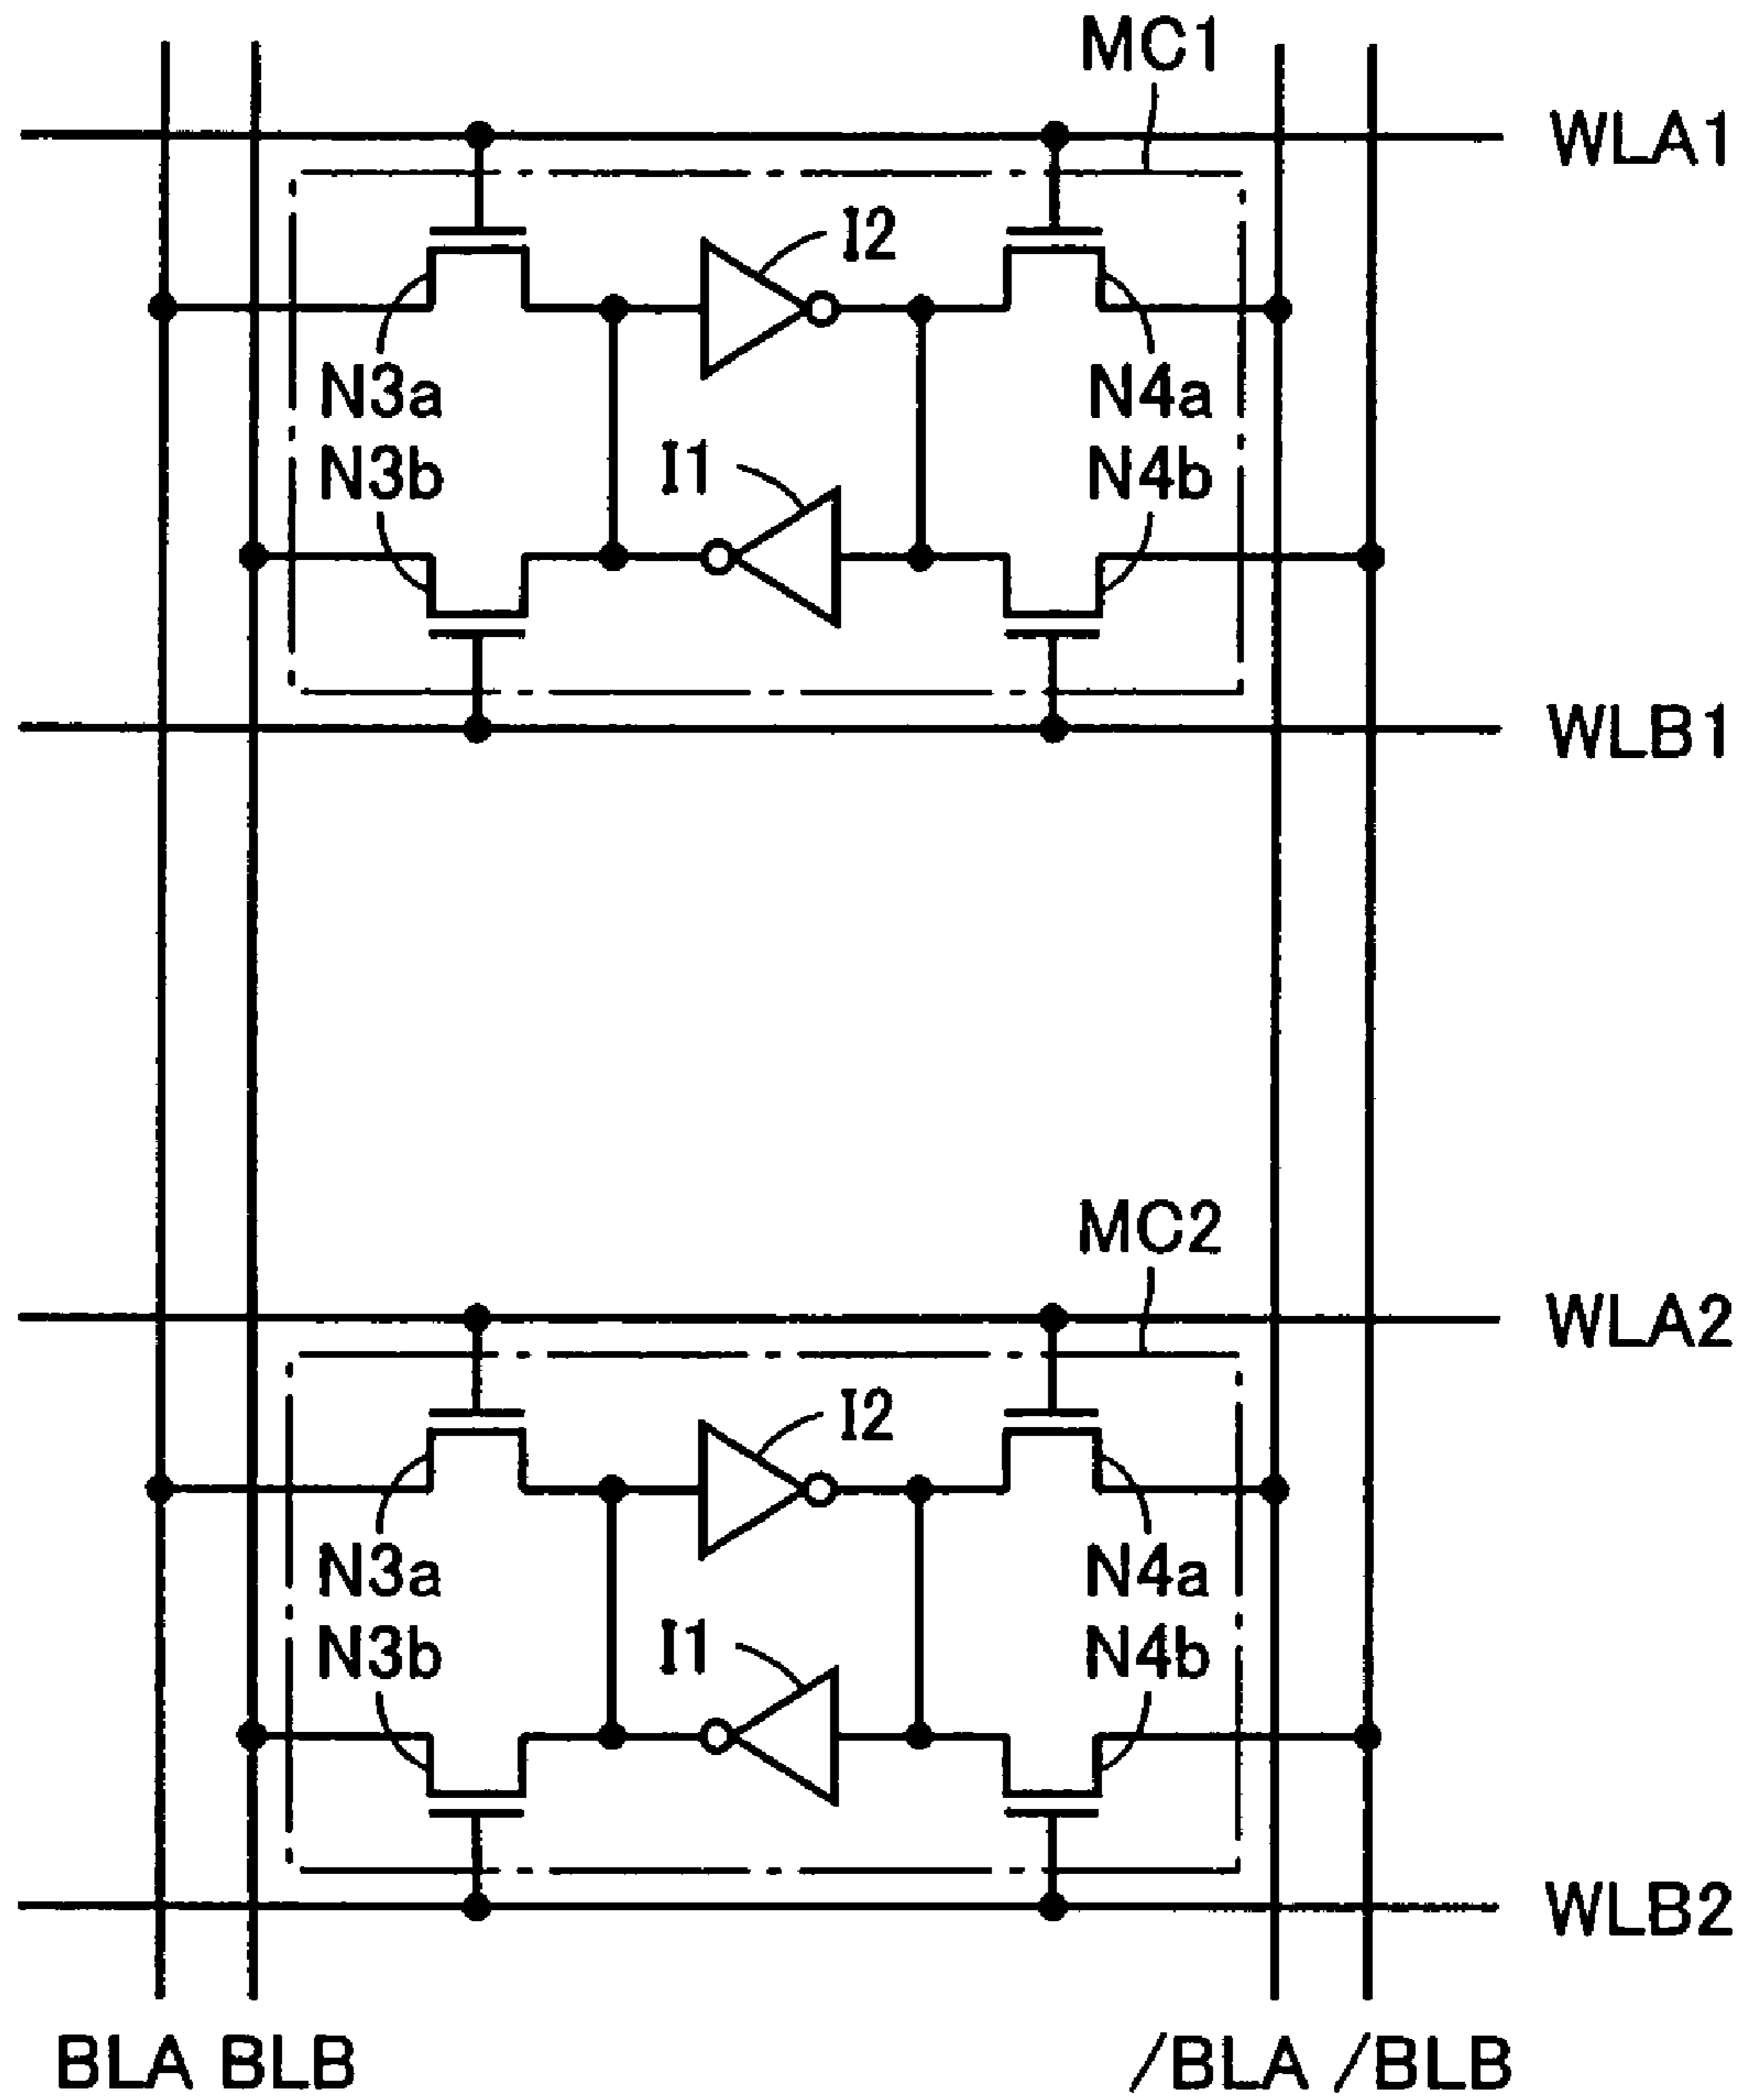 MC1
WLA1
I2
N3a
N4a
N3b
I1
N4b
WLB1
MC2
WLA2
I2
N3a
N4a
N3b
I1
N4b
WLB2
BLA BLB /BLA /BLB